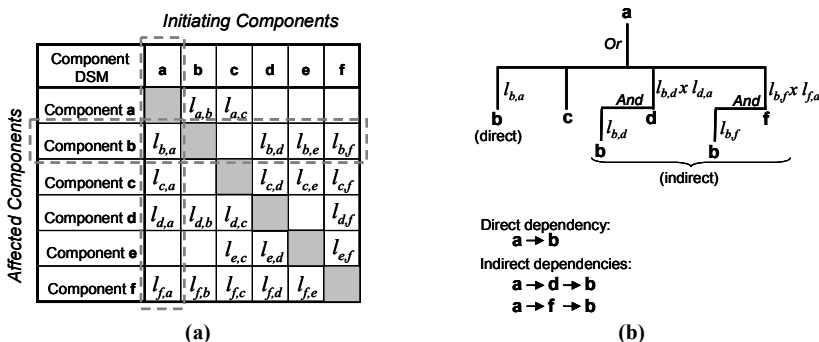 Initiating Components
Affected Components
Component DSM a b c d e f
Component a l_{a,b} l_{a,c}
Component b l_{b,a} l_{b,d} l_{b,e} l_{b,f}
Component c l_{c,a} l_{c,d} l_{c,e} l_{c,f}
Component d l_{d,a} l_{d,b} l_{d,c} l_{d,f}
Component e l_{e,c} l_{e,d} l_{e,f}
Component f l_{f,a} l_{f,b} l_{f,c} l_{f,d} l_{f,e}
(a)
a
Or
l_{b,a} l_{b,d} x l_{d,a} l_{b,f} x l_{f,a}
And And
b c d f
(direct) l_{b,d} l_{b,f}
b b
(indirect)
Direct dependency:
a → b
Indirect dependencies:
a → d → b
a → f → b
(b)